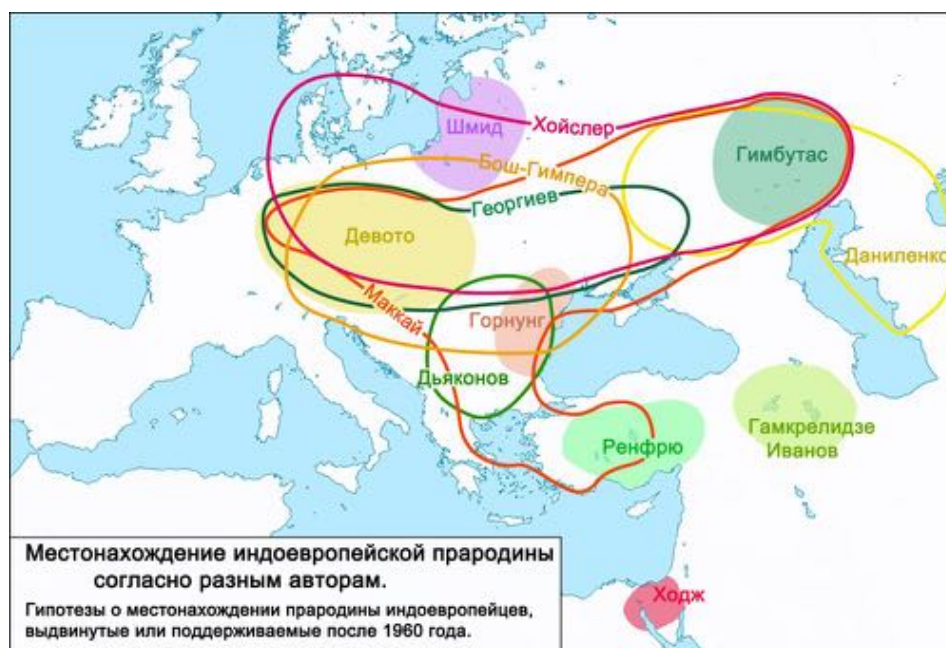 Шмид
Хойслер
Гимбутас
Бош-Гимпера
Георгиев
Девото
Даниленко
Маккай
Горнунг
Дьяконов
Ренфрю
Гамкрелидзе
Иванов
Местонахождение индоевропейской прародины
согласно разным авторам.
Гипотезы о местонахождении прародины индоевропейцев,
выдвинутые или поддерживаемые после 1960 года.
Ходж